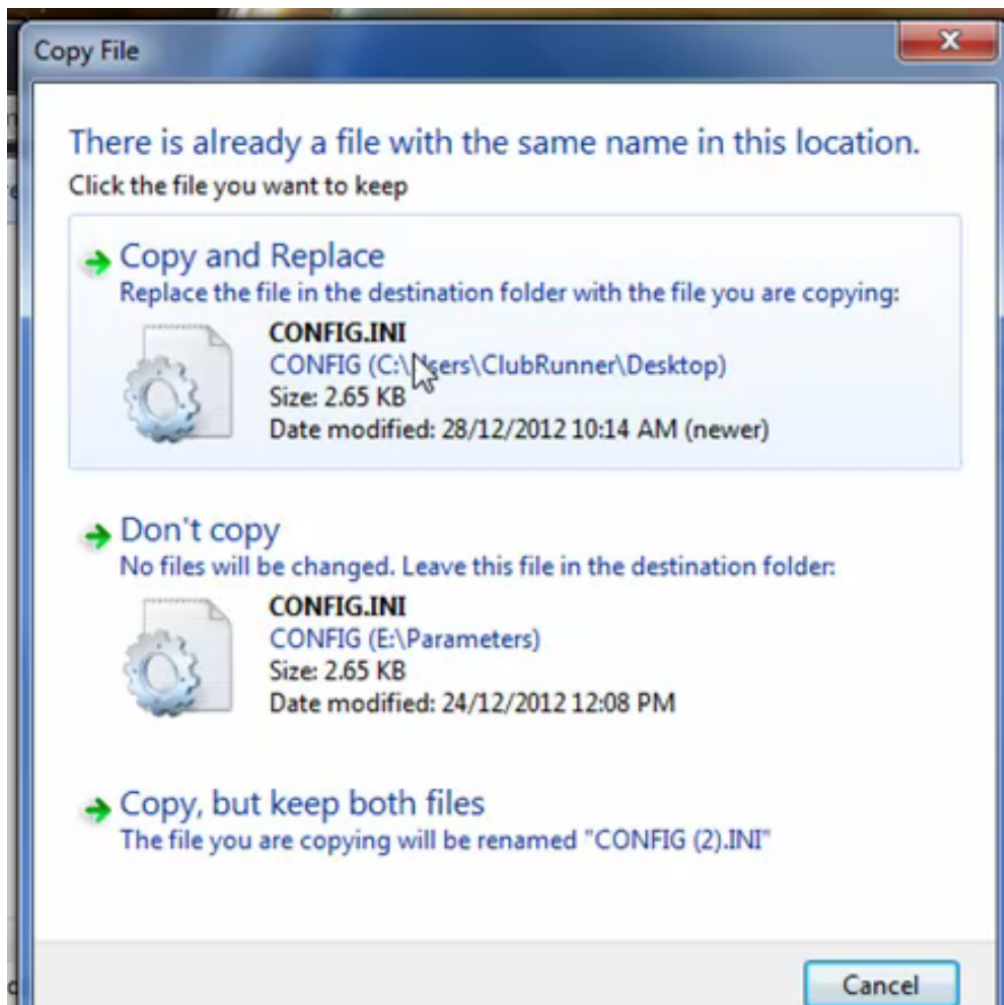 Copy File
There is already a file with the same name in this location.
Click the file you want to keep
Copy and Replace
Replace the file in the destination folder with the file you are copying:
CONFIG.INI
CONFIG (C:\Users\ClubRunner\Desktop)
Size: 2.65 KB
Date modified: 28/12/2012 10:14 AM (newer)
Don't copy
No files will be changed. Leave this file in the destination folder:
CONFIG.INI
CONFIG (E:\Parameters)
Size: 2.65 KB
Date modified: 24/12/2012 12:08 PM
Copy, but keep both files
The file you are copying will be renamed "CONFIG (2).INI"
Cancel